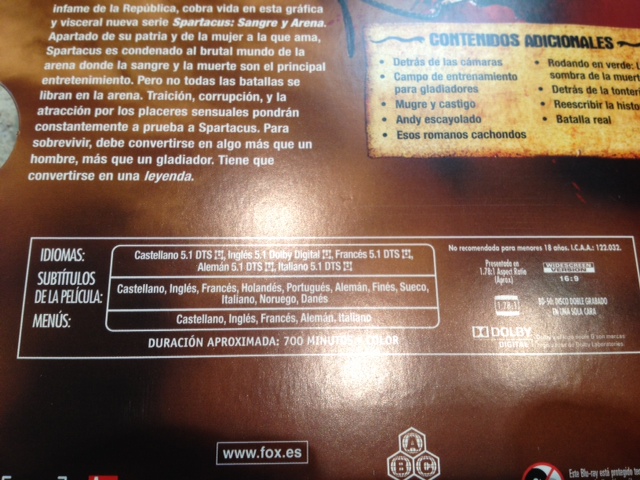 infame de la República, cobra vida en esta gráfica
y visceral nueva serie Spartacus: Sangre y Arena.
Apartado de su patria y de la mujer a la que ama,
Spartacus es condenado al brutal mundo de la
arena donde la sangre y la muerte son el principal
entretenimiento. Pero no todas las batallas se
libran en la arena. Traición, corrupción, y la
atracción por los placeres sensuales pondrán
constantemente a prueba a Spartacus. Para
sobrevivir, debe convertirse en algo más que un
hombre, más que un gladiador. Tiene que
convertirse en una leyenda.
CONTENIDOS ADICIONALES
• Detrás de las cámaras
• Campo de entrenamiento
para gladiadores
• Mugre y castigo
• Andy escayolado
• Esos romanos cachondos
• Rodando en verde:
sombra de la
• Detrás de la
• Reescribir la
• Batalla real
IDIOMAS:
Castellano 5.1 DTS, Inglés 5.1 Dolby Digital, Francés 5.1 DTS,
Alemán 5.1 DTS, Italiano 5.1 DTS
SUBTÍTULOS
DE LA PELÍCULA:
Castellano, Inglés, Francés, Holandés, Portugués, Alemán, Finés, Sueco,
Italiano, Noruego, Danés
MENÚS:
Castellano, Inglés, Francés, Alemán, Italiano
DURACIÓN APROXIMADA: 700 MINUTOS - COLOR
No recomendada para menores 18 años. I.C.A.A.: 122.032.
Presentado en
1.78:1 Aspect Ratio
(Aprox)
WIDESCREEN
VERSION
16:9
1.78:1
BD-50: DISCO DOBLE GRABADO
EN UNA SOLA CARA
DOLBY
DIGITAL
Dolby y el símbolo doble D son marcas
Dolby Laboratories.
www.fox.es
A
B C
Este Blu-ray está protegido